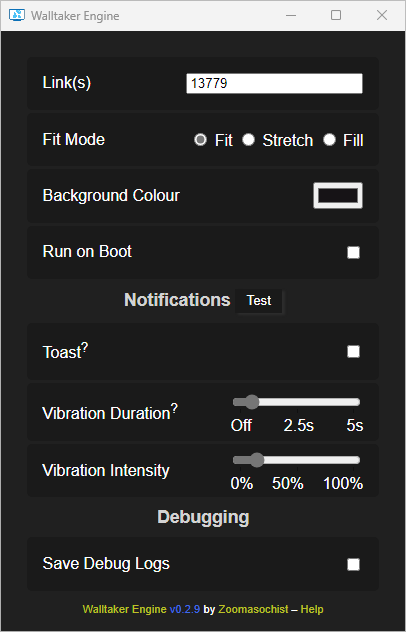 Walltaker Engine
Link(s) 13779
Fit Mode Fit Stretch Fill
Background Colour
Run on Boot
Notifications Test
Toast?
Vibration Duration?
Off 2.5s 5s
Vibration Intensity
0% 50% 100%
Debugging
Save Debug Logs
Walltaker Engine v0.2.9 by Zoomasochist – Help